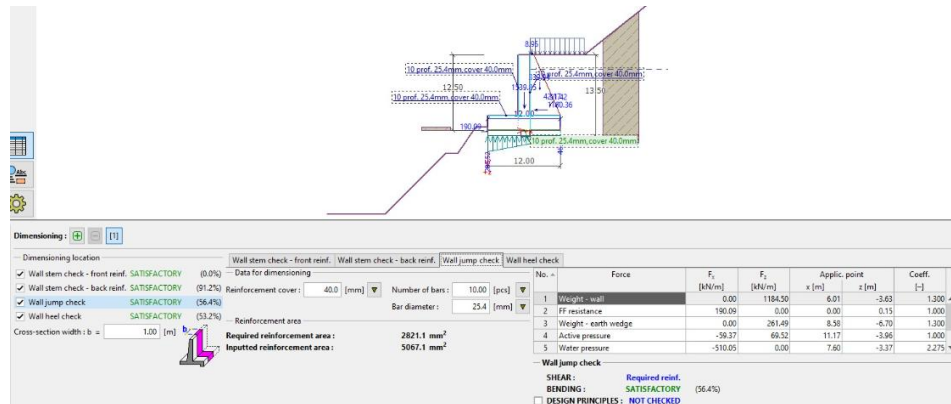 8.95
10 prof. 25.4mm,cover 40.0mm
12.50
10 prof. 25.4mm,cover 40.0mm
13.50
1180.36
12.00
190.09
10 prof. 25.4mm,cover 40.0mm
12.00
Dimensioning : [1]
Dimensioning location
Wall stem check - front reinf. SATISFACTORY (0.0%)
Wall stem check - back reinf. SATISFACTORY (91.2%)
Wall jump check SATISFACTORY (56.4%)
Wall heel check SATISFACTORY (53.2%)
Cross-section width : b = 1.00 [m]
b
Wall stem check - front reinf. Wall stem check - back reinf. Wall jump check Wall heel check
Data for dimensioning
Reinforcement cover : 40.0 [mm] Number of bars : 10.00 [pcs]
Bar diameter : 25.4 [mm]
Reinforcement area
Required reinforcement area : 2821.1 mm²
Inputted reinforcement area : 5067.1 mm²
No. Force Fx Fz Applic. point Coeff.
[kN/m] [kN/m] x [m] z [m] [–]
1 Weight - wall 0.00 1184.50 6.01 -3.63 1.300
2 FF resistance 190.09 0.00 0.00 0.15 1.000
3 Weight - earth wedge 0.00 261.49 8.58 -6.70 1.300
4 Active pressure -59.37 69.52 11.17 -3.96 1.000
5 Water pressure -510.05 0.00 7.60 -3.37 2.275
Wall jump check
SHEAR : Required reinf.
BENDING : SATISFACTORY (56.4%)
DESIGN PRINCIPLES : NOT CHECKED